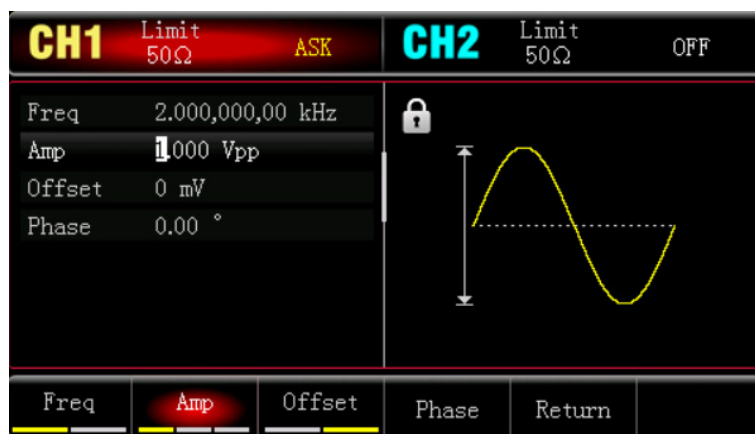 CH1 Limit 50Ω ASK CH2 Limit 50Ω OFF
Freq 2.000,000,00 kHz
Amp 1.000 Vpp
Offset 0 mV
Phase 0.00 °
Freq Amp Offset Phase Return